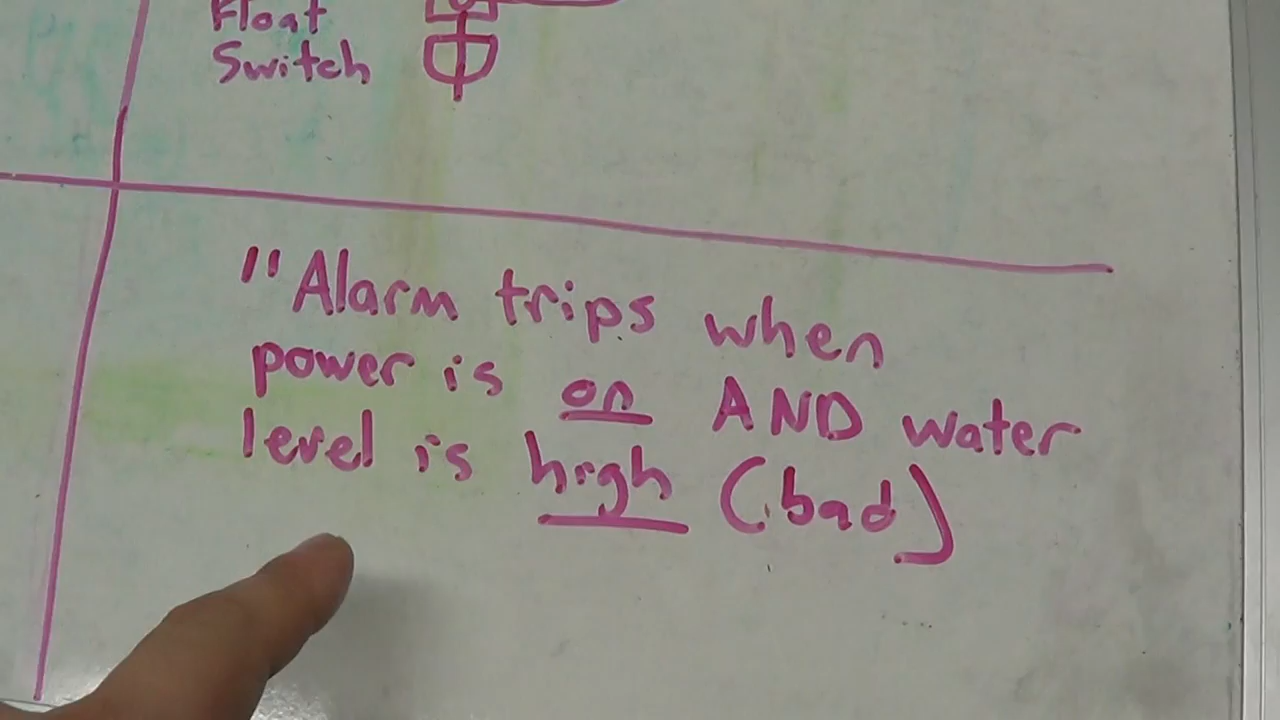 Float
Switch
"Alarm trips when
power is on AND water
level is high (bad)